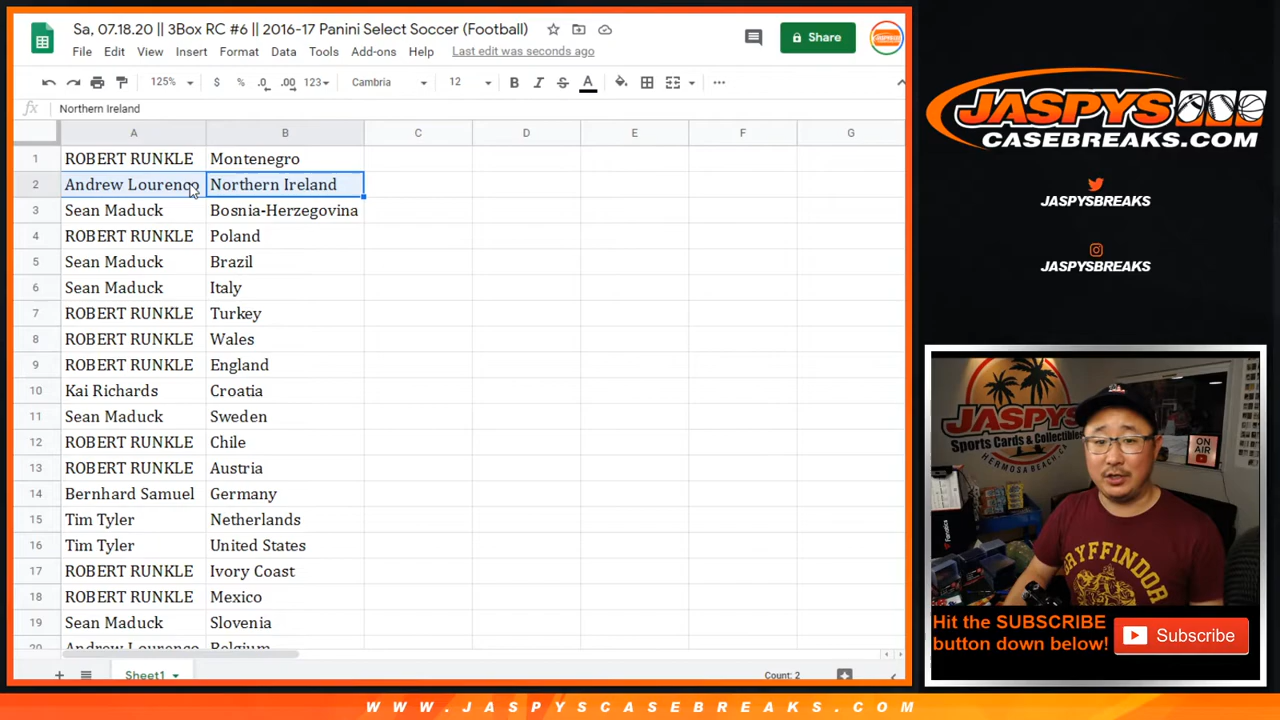 Sa, 07.18.20 || 3Box RC #6 || 2016-17 Panini Select Soccer (Football)
File Edit View Insert Format Data Tools Add-ons Help Last edit was seconds ago
Share
125% $ % .0 .00 123 Cambria 12 B I S A
fx Northern Ireland
A B C D E F G
1 ROBERT RUNKLE Montenegro
2 Andrew Lourenco Northern Ireland
3 Sean Maduck Bosnia-Herzegovina
4 ROBERT RUNKLE Poland
5 Sean Maduck Brazil
6 Sean Maduck Italy
7 ROBERT RUNKLE Turkey
8 ROBERT RUNKLE Wales
9 ROBERT RUNKLE England
10 Kai Richards Croatia
11 Sean Maduck Sweden
12 ROBERT RUNKLE Chile
13 ROBERT RUNKLE Austria
14 Bernhard Samuel Germany
15 Tim Tyler Netherlands
16 Tim Tyler United States
17 ROBERT RUNKLE Ivory Coast
18 ROBERT RUNKLE Mexico
19 Sean Maduck Slovenia
20 Andrew Lourenco Belgium
Sheet1
Count: 2
JASPYS
CASEBREAKS.COM
JASPYSBREAKS
JASPYSBREAKS
JASPYS
Sports Cards & Collectibles
HERMOSA BEACH, CA
ON
AIR
Fanatics
GRYFFINDOR
Hit the SUBSCRIBE
button down below!
Subscribe
WWW.JASPYSCASEBREAKS.COM